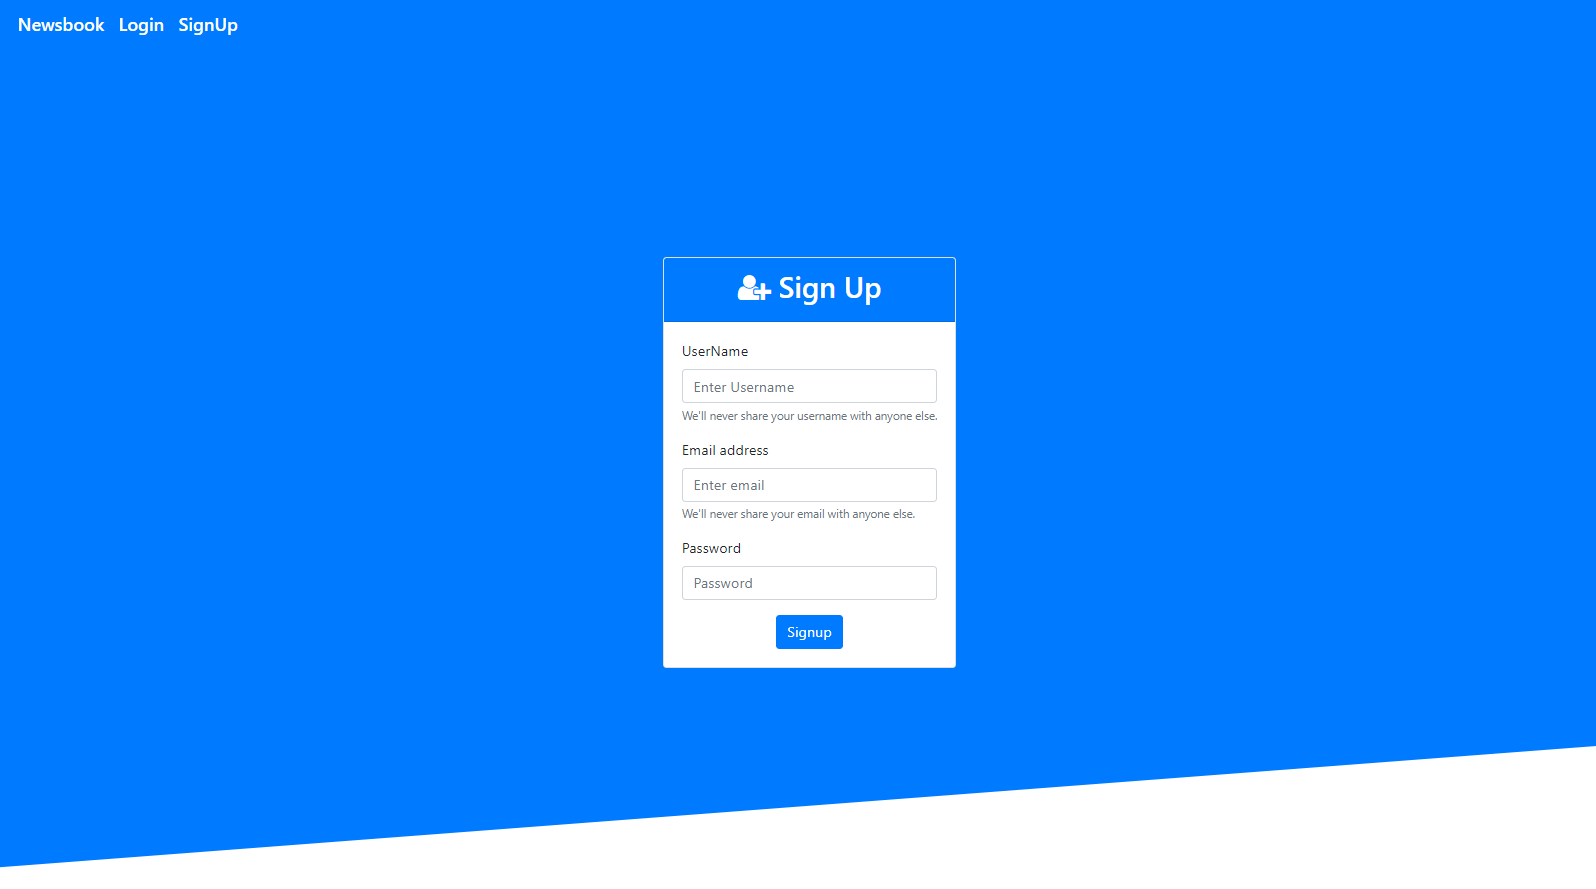 Newsbook Login SignUp
Sign Up
UserName
Enter Username
We'll never share your username with anyone else.
Email address
Enter email
We'll never share your email with anyone else.
Password
Password
Signup